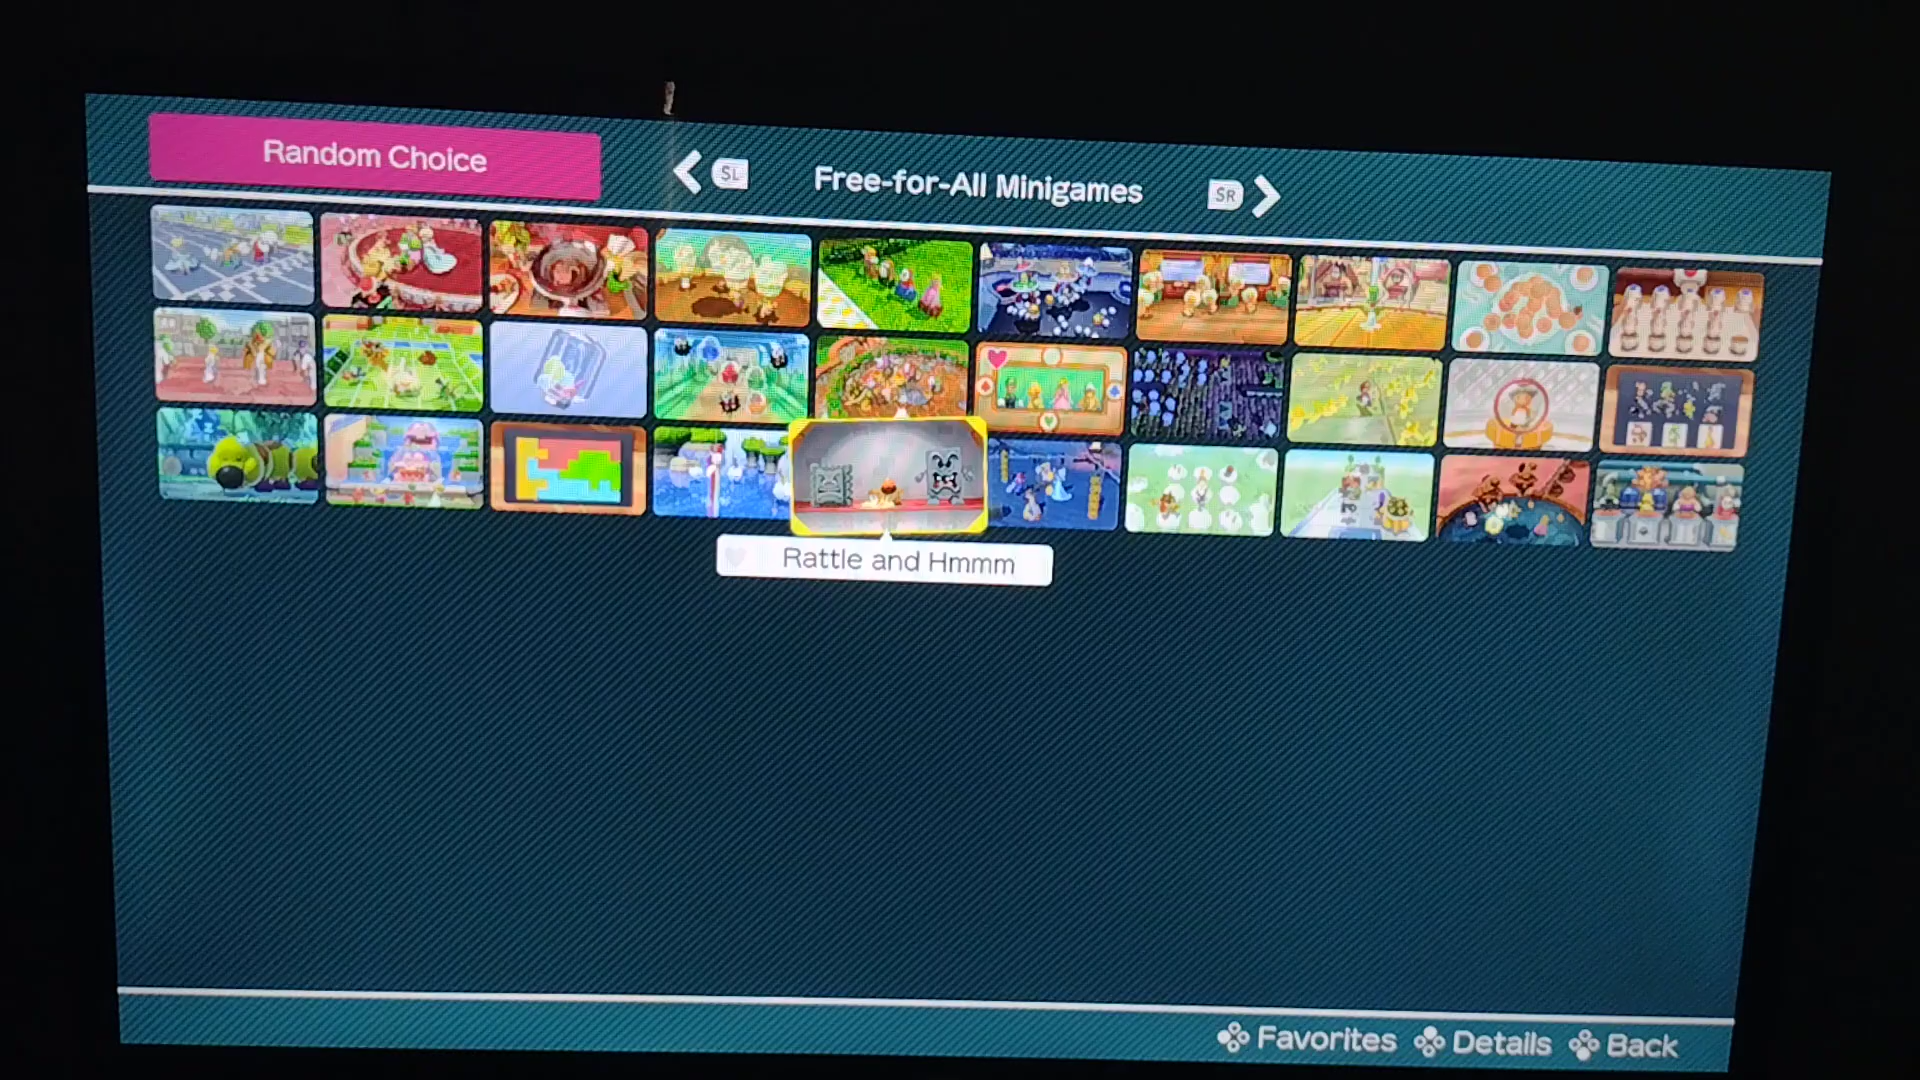 Random Choice
SL
Free-for-All Minigames
SR
Rattle and Hmmm
Favorites
Details
Back